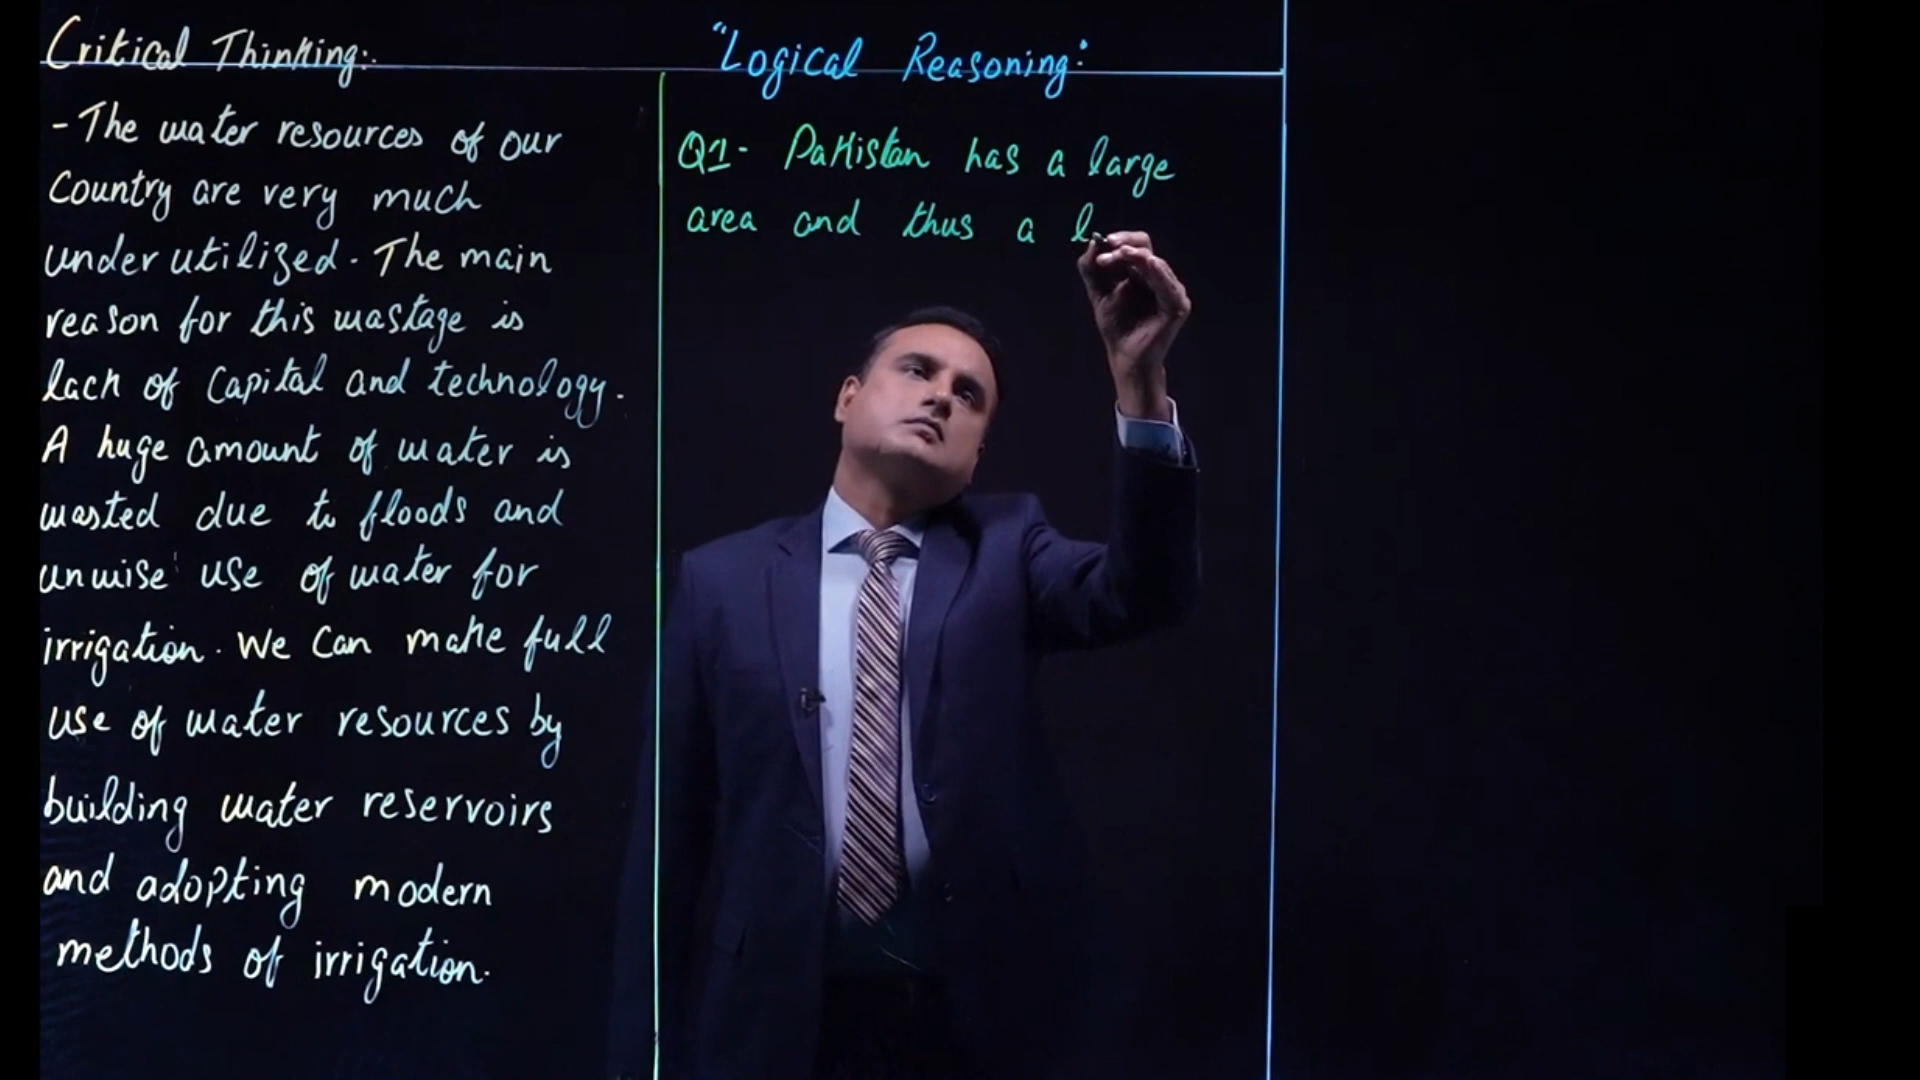 Critical Thinking:.
- The water resources of our
Country are very much
under utilized. The main
reason for this wastage is
lack of Capital and technology.
A huge amount of water is
wasted due to floods and
unwise use of water for
irrigation. We Can make full
use of water resources by
building water reservoirs
and adopting modern
methods of irrigation.
"Logical Reasoning:
Q1- Pakistan has a large
area and thus a l